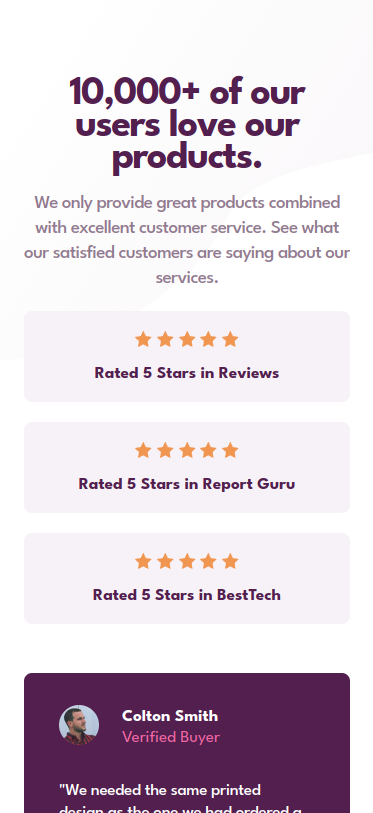 10,000+ of our
users love our
products.
We only provide great products combined
with excellent customer service. See what
our satisfied customers are saying about our
services.
Rated 5 Stars in Reviews
Rated 5 Stars in Report Guru
Rated 5 Stars in BestTech
Colton Smith
Verified Buyer
"We needed the same printed
design as the one we had ordered a